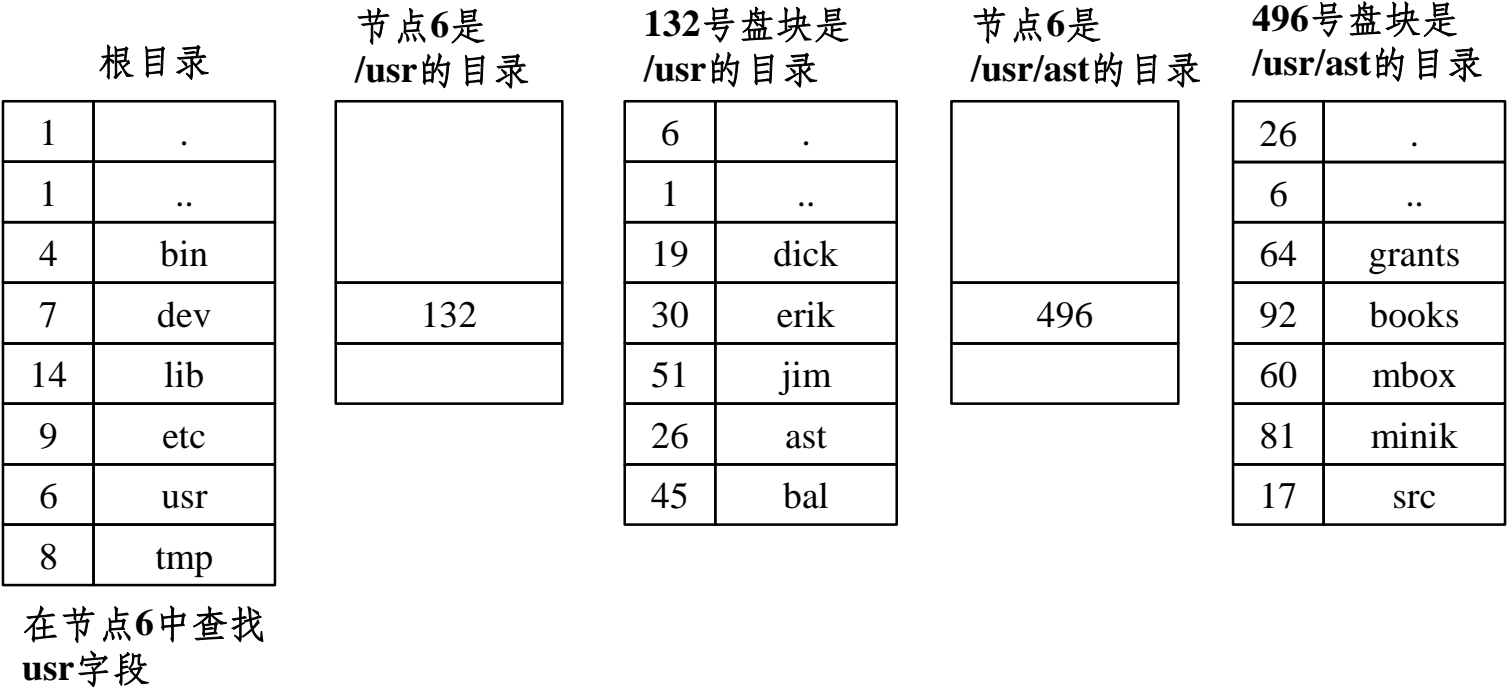 根目录
1 .
1 ..
4 bin
7 dev
14 lib
9 etc
6 usr
8 tmp
在节点6中查找
usr字段
节点6是
/usr的目录
132
132号盘块是
/usr的目录
6 .
1 ..
19 dick
30 erik
51 jim
26 ast
45 bal
节点6是
/usr/ast的目录
496
496号盘块是
/usr/ast的目录
26 .
6 ..
64 grants
92 books
60 mbox
81 minik
17 src